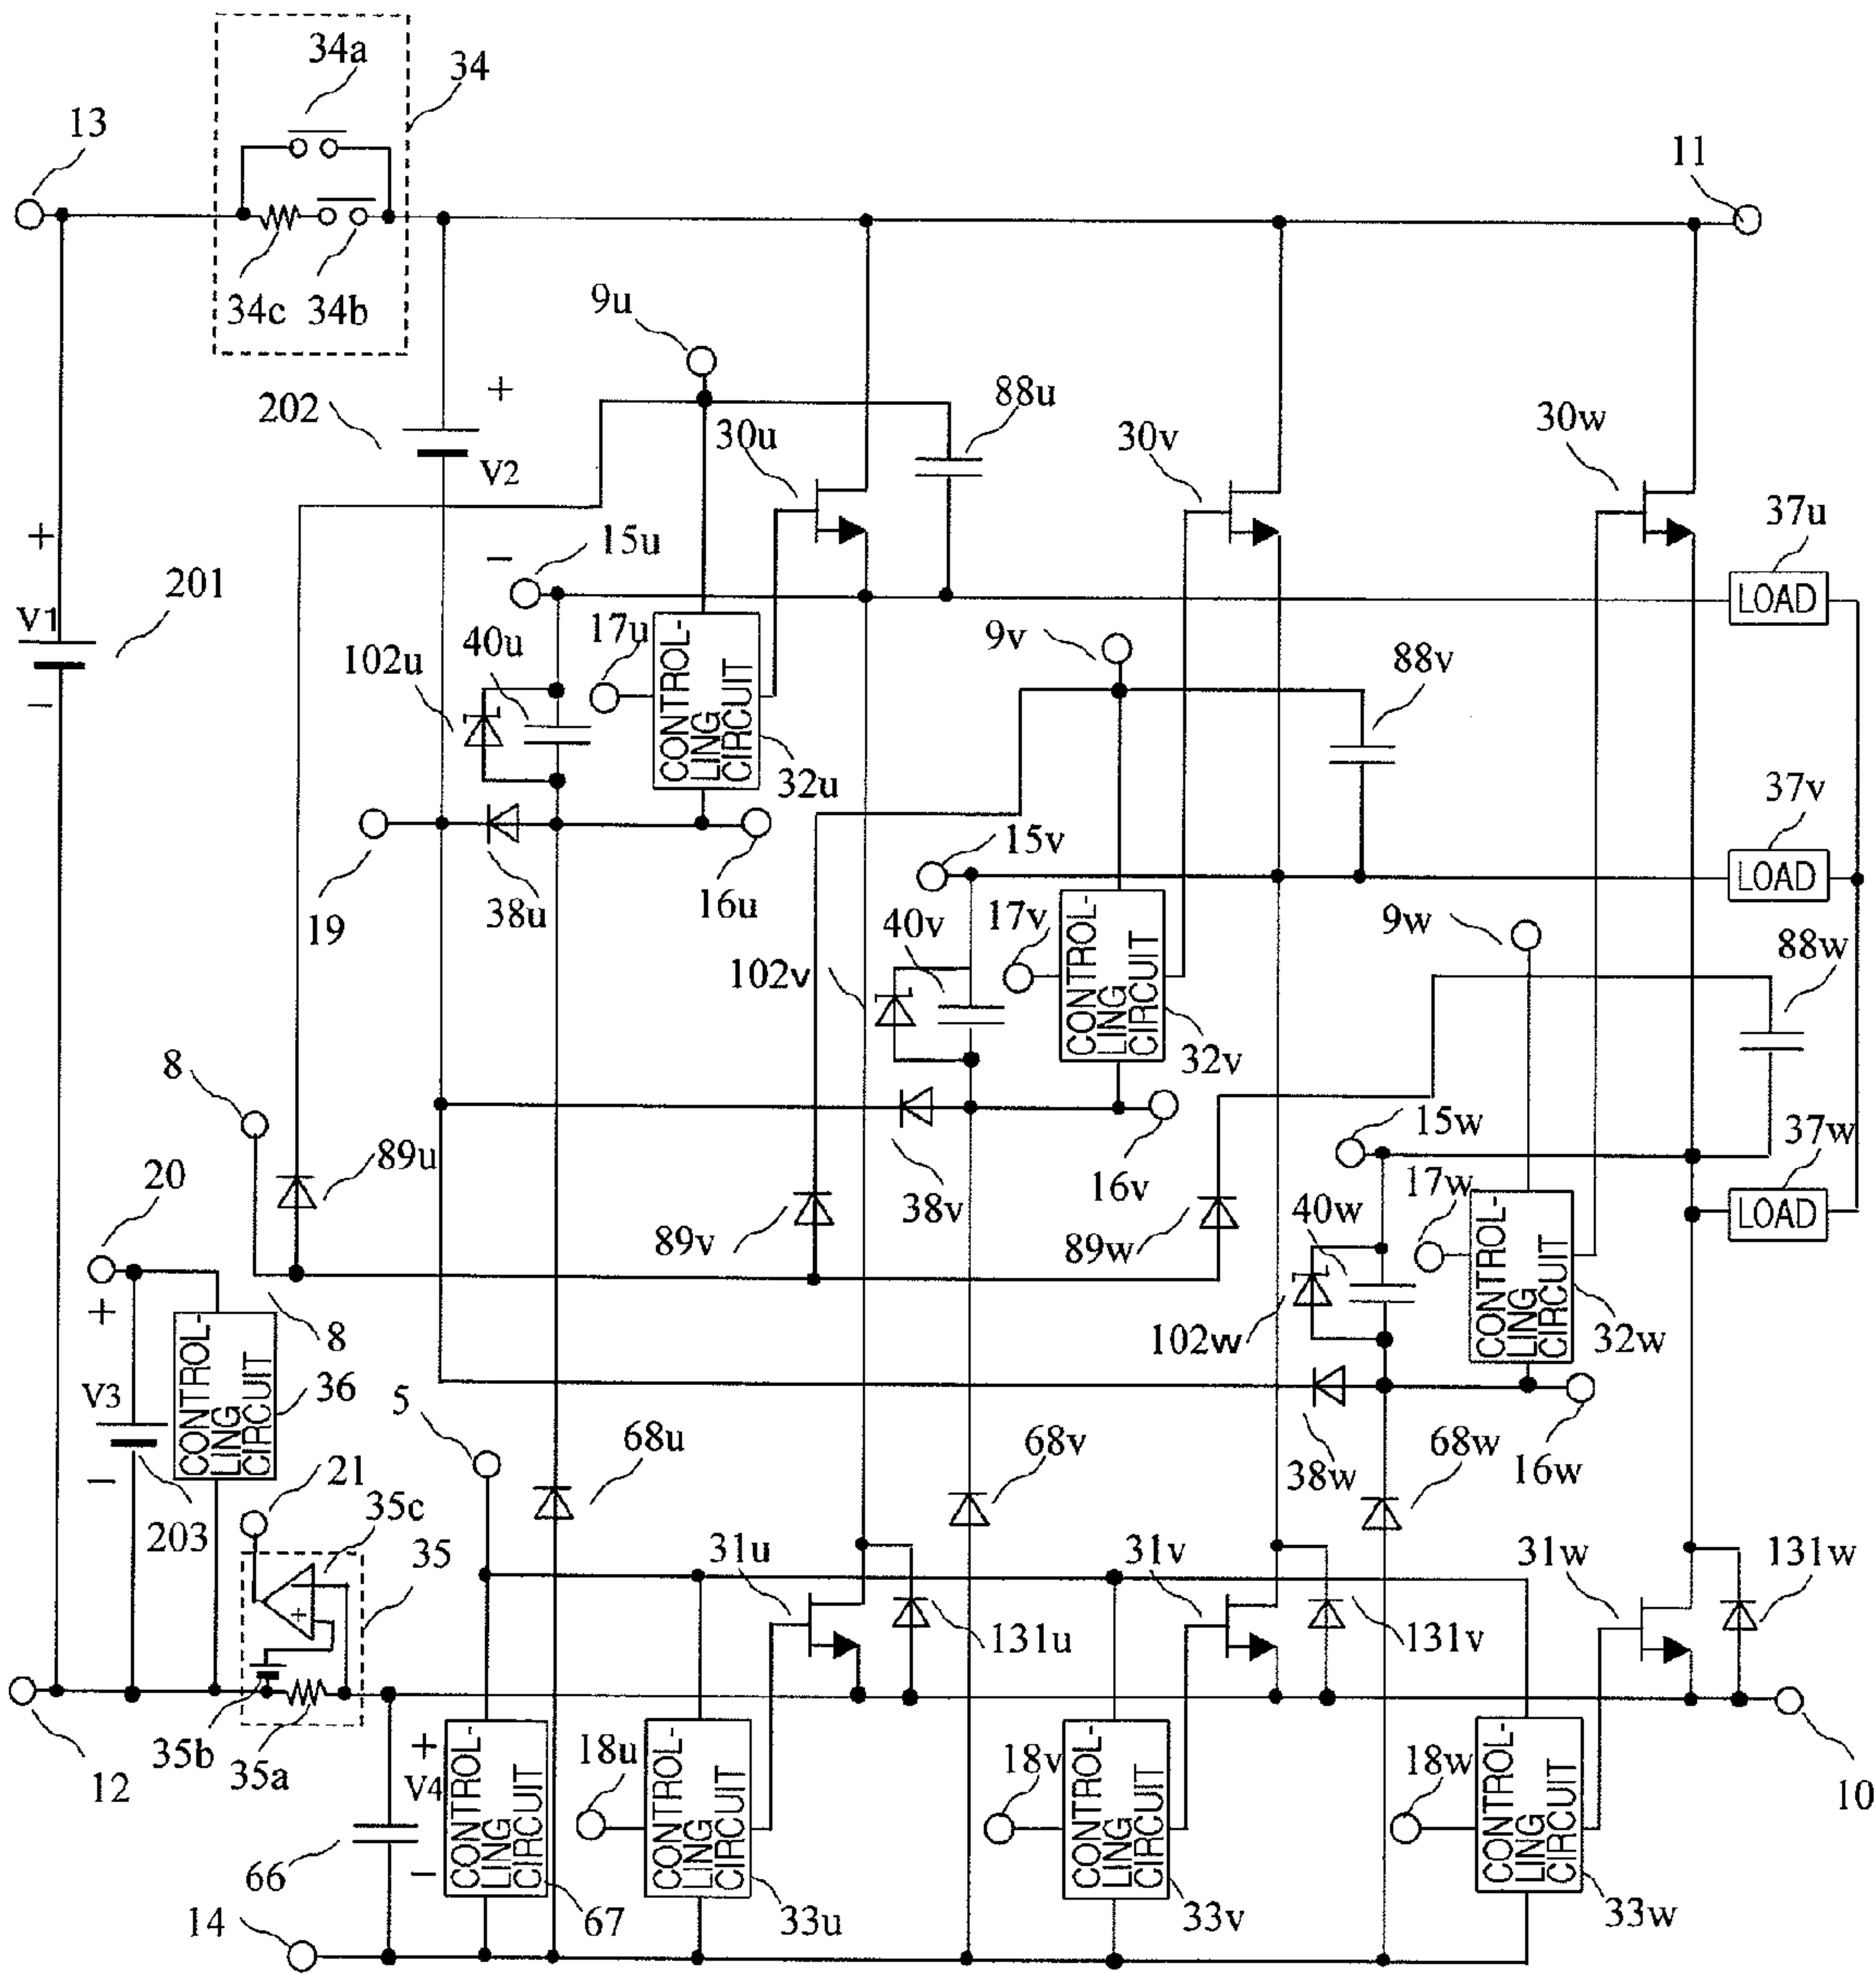 34a
34
13
11
34c 34b
9u
+
202
88u
30u
30v
30w
V2
37u
+
15u
−
201
LOAD
V1
17u
40u
9v
102u
88v
CONTROL-
LING
CIRCUIT
−
32u
37v
15v
LOAD
19
38u
16u
17v
40v
9w
88w
102v
CONTROL-
LING
CIRCUIT
8
32v
15w
37w
89u
20
38v
16v
17w
LOAD
40w
89v
89w
CONTROL-
LING
CIRCUIT
+
8
102w
32w
CONTROL-
LING
CIRCUIT
36
V3
5
68u
68v
68w
−
21
38w
16w
35c
203
35
31u
31v
31w
131w
+
131u
131v
35b
35a
12
+
V4
−
CONTROL-
LING
CIRCUIT
18u
CONTROL-
LING
CIRCUIT
18v
CONTROL-
LING
CIRCUIT
18w
CONTROL-
LING
CIRCUIT
10
66
14
67
33u
33v
33w